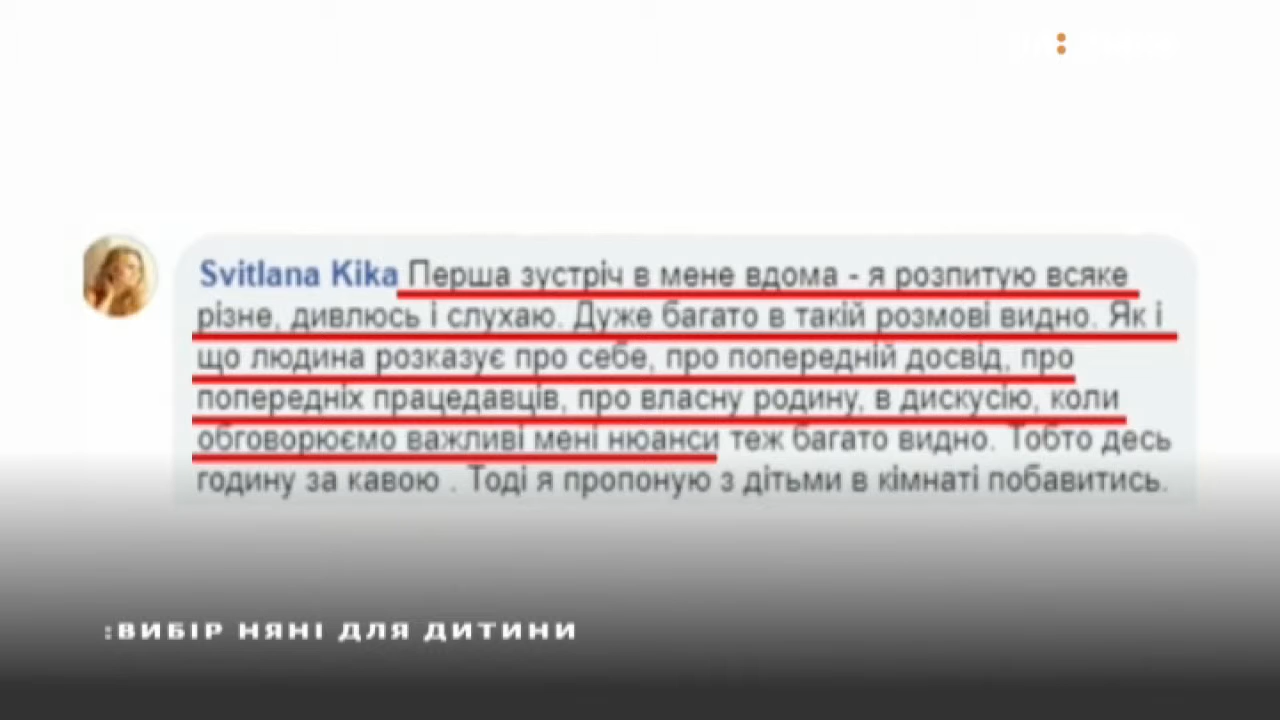 Svitlana Kika Перша зустріч в мене вдома - я розпитую всяке
різне, дивлюсь і слухаю. Дуже багато в такій розмові видно. Як і
що людина розказує про себе, про попередній досвід, про
попередніх працедавців, про власну родину, в дискусію, коли
обговорюємо важливі мені нюанси теж багато видно. Тобто десь
годину за кавою . Тоді я пропоную з дітьми в кімнаті побавитись.
:ВИБІР НЯНІ ДЛЯ ДИТИНИ